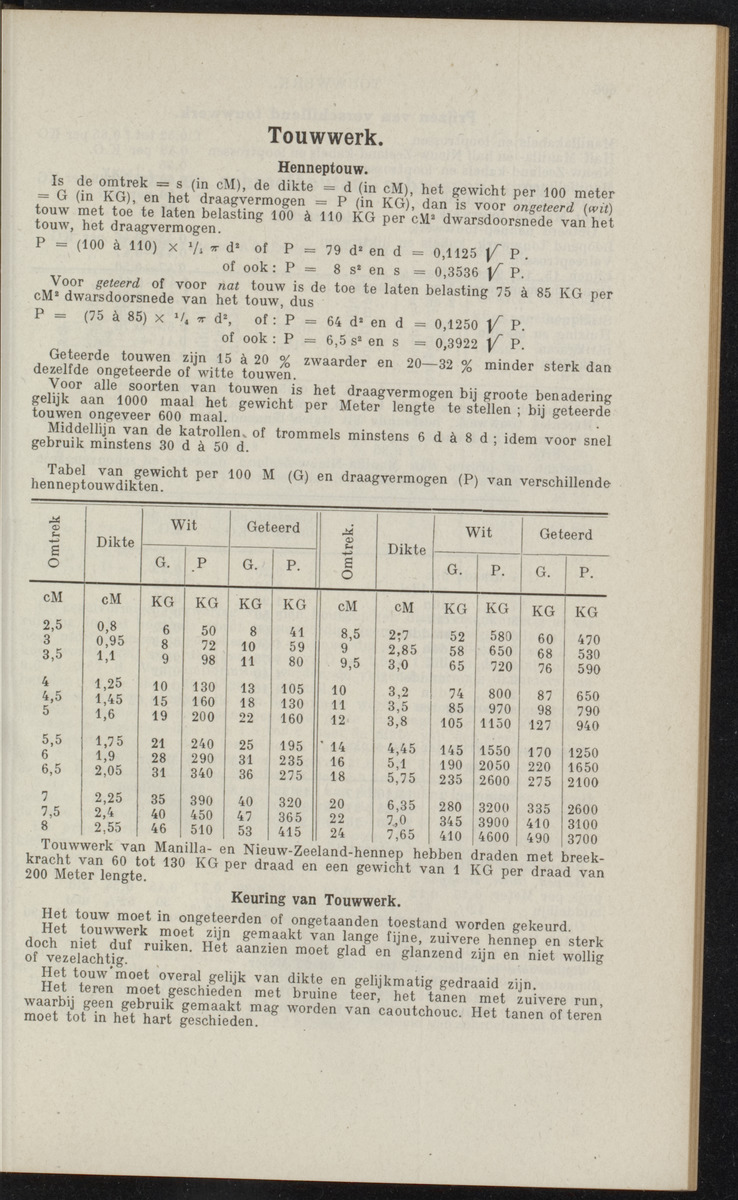 Touwwerk.
Henneptouw.
Is de omtrek = s (in cM), de dikte = d (in cM), het gewicht per 100 meter
= G (in KG), en het draagvermogen = P (in KG), dan is voor ongeteerd (wit)
touw met toe te laten belasting 100 à 110 KG per cM² dwarsdoorsnede van het
touw, het draagvermogen.
P = (100 à 110) × ¹/₄ π d² of P = 79 d² en d = 0,1125 √ P.
of ook: P = 8 s² en s = 0,3536 √ P.
Voor geteerd of voor nat touw is de toe te laten belasting 75 à 85 KG per
cM² dwarsdoorsnede van het touw, dus
P = (75 à 85) × ¹/₄ π d², of: P = 64 d² en d = 0,1250 √ P.
of ook: P = 6,5 s² en s = 0,3922 √ P.
Geteerde touwen zijn 15 à 20 % zwaarder en 20—32 % minder sterk dan
dezelfde ongeteerde of witte touwen.
Voor alle soorten van touwen is het draagvermogen bij groote benadering
gelijk aan 1000 maal het gewicht per Meter lengte te stellen; bij geteerde
touwen ongeveer 600 maal.
Middellijn van de katrollen of trommels minstens 6 d à 8 d; idem voor snel
gebruik minstens 30 d à 50 d.
Tabel van gewicht per 100 M (G) en draagvermogen (P) van verschillende
henneptouwdikten.
Omtrek Dikte Wit Geteerd Omtrek. Dikte Wit Geteerd
G. P G. P. G. P. G. P.
cM cM KG KG KG KG cM cM KG KG KG KG
2,5 0,8 6 50 8 41 8,5 2,7 52 580 60 470
3 0,95 8 72 10 59 9 2,85 58 650 68 530
3,5 1,1 9 98 11 80 9,5 3,0 65 720 76 590
4 1,25 10 130 13 105 10 3,2 74 800 87 650
4,5 1,45 15 160 18 130 11 3,5 85 970 98 790
5 1,6 19 200 22 160 12 3,8 105 1150 127 940
5,5 1,75 21 240 25 195 14 4,45 145 1550 170 1250
6 1,9 28 290 31 235 16 5,1 190 2050 220 1650
6,5 2,05 31 340 36 275 18 5,75 235 2600 275 2100
7 2,25 35 390 40 320 20 6,35 280 3200 335 2600
7,5 2,4 40 450 47 365 22 7,0 345 3900 410 3100
8 2,55 46 510 53 415 24 7,65 410 4600 490 3700
Touwwerk van Manilla- en Nieuw-Zeeland-hennep hebben draden met breek-
kracht van 60 tot 130 KG per draad en een gewicht van 1 KG per draad van
200 Meter lengte.
Keuring van Touwwerk.
Het touw moet in ongeteerden of ongetaanden toestand worden gekeurd.
Het touwwerk moet zijn gemaakt van lange fijne, zuivere hennep en sterk
doch niet duf ruiken. Het aanzien moet glad en glanzend zijn en niet wollig
of vezelachtig.
Het touw moet overal gelijk van dikte en gelijkmatig gedraaid zijn.
Het teren moet geschieden met bruine teer, het tanen met zuivere run,
waarbij geen gebruik gemaakt mag worden van caoutchouc. Het tanen of teren
moet tot in het hart geschieden.